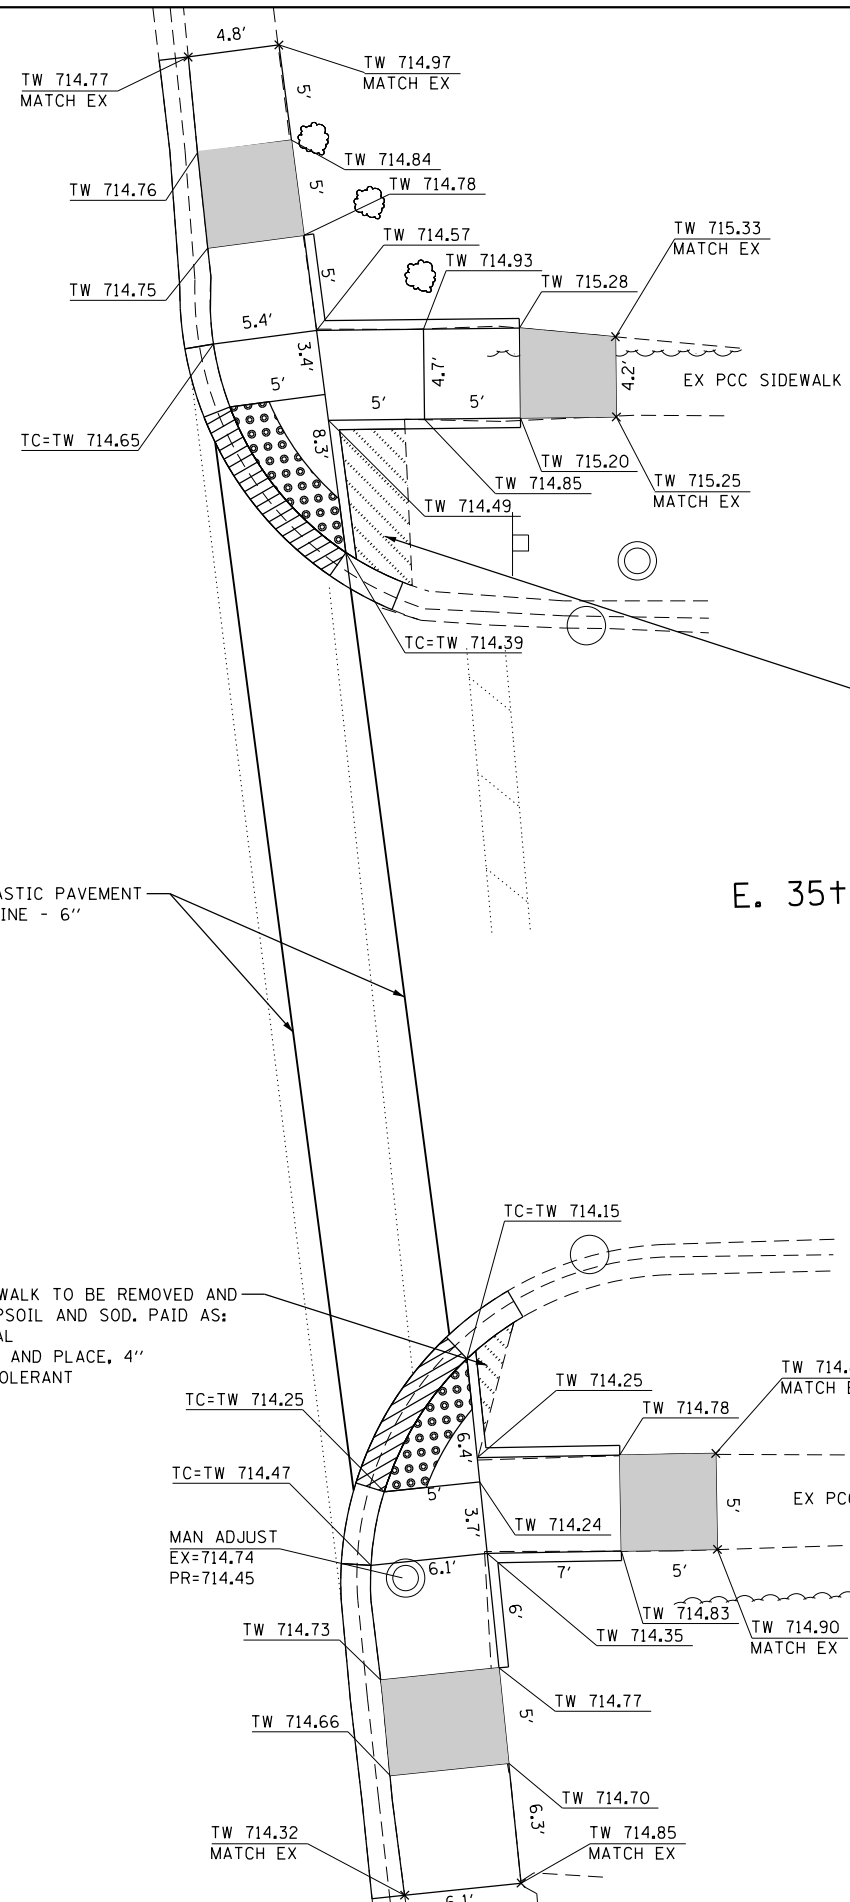 4.8'
TW 714.97
MATCH EX
TW 714.77
MATCH EX
5'
TW 714.84
5'
TW 714.78
TW 714.76
TW 714.57
TW 715.33
MATCH EX
TW 714.93
TW 715.28
5'
TW 714.75
5.4'
3.4'
4.7'
4.2'
EX PCC SIDEWALK
5'
5'
5'
TC=TW 714.65
8.3'
TW 715.20
TW 714.85
TW 715.25
MATCH EX
TW 714.49
TC=TW 714.39
ASTIC PAVEMENT
INE - 6"
E. 35t
TC=TW 714.15
WALK TO BE REMOVED AND
PSOIL AND SOD. PAID AS:
AL
AND PLACE, 4"
OLERANT
TW 714.
MATCH E
TW 714.25
TC=TW 714.25
TW 714.78
6.4'
TC=TW 714.47
5'
5'
EX PC
3.7'
TW 714.24
MAN ADJUST
EX=714.74
PR=714.45
6.1'
7'
5'
6'
TW 714.83
TW 714.90
MATCH EX
TW 714.73
TW 714.35
TW 714.77
5'
TW 714.66
TW 714.70
6.3'
TW 714.32
MATCH EX
TW 714.85
MATCH EX
6.1'